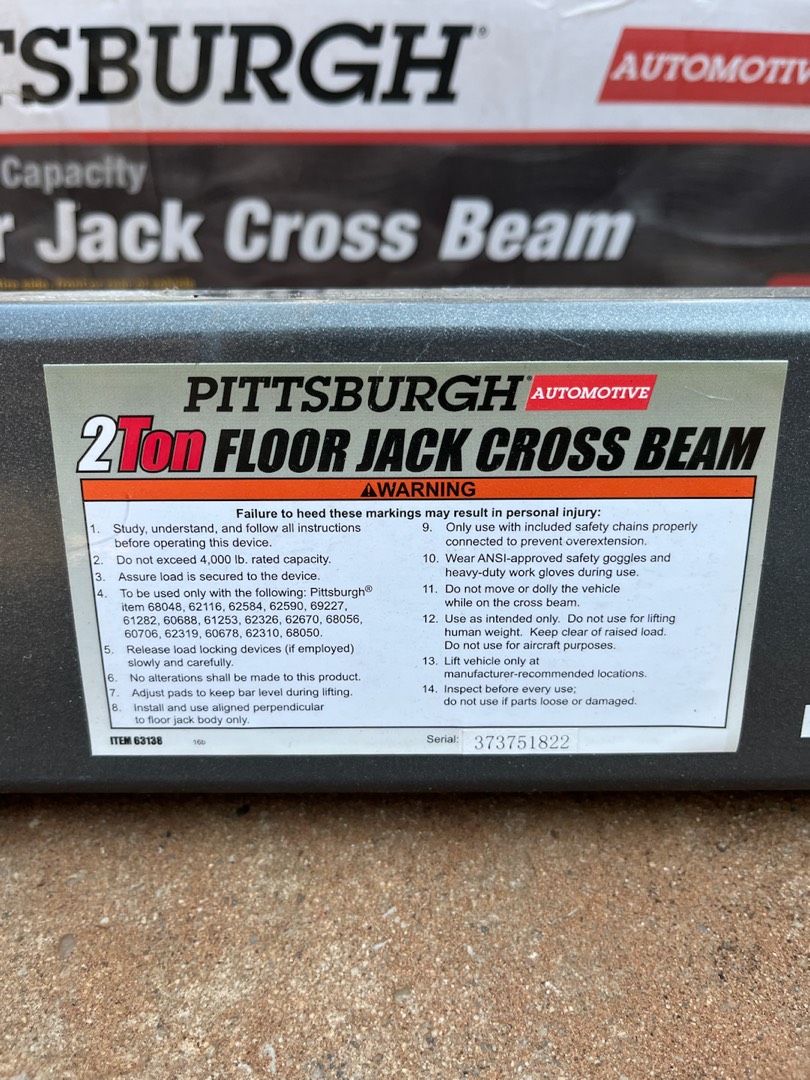 TSBURGH®
AUTOMOTIV
Capacity
r Jack Cross Beam
PITTSBURGH® AUTOMOTIVE
2Ton FLOOR JACK CROSS BEAM
⚠WARNING
Failure to heed these markings may result in personal injury:
1. Study, understand, and follow all instructions
before operating this device.
2. Do not exceed 4,000 lb. rated capacity.
3. Assure load is secured to the device.
4. To be used only with the following: Pittsburgh®
item 68048, 62116, 62584, 62590, 69227,
61282, 60688, 61253, 62326, 62670, 68056,
60706, 62319, 60678, 62310, 68050.
5. Release load locking devices (if employed)
slowly and carefully.
6. No alterations shall be made to this product.
7. Adjust pads to keep bar level during lifting.
8. Install and use aligned perpendicular
to floor jack body only.
9. Only use with included safety chains properly
connected to prevent overextension.
10. Wear ANSI-approved safety goggles and
heavy-duty work gloves during use.
11. Do not move or dolly the vehicle
while on the cross beam.
12. Use as intended only. Do not use for lifting
human weight. Keep clear of raised load.
Do not use for aircraft purposes.
13. Lift vehicle only at
manufacturer-recommended locations.
14. Inspect before every use;
do not use if parts loose or damaged.
ITEM 63138 16b Serial: 373751822